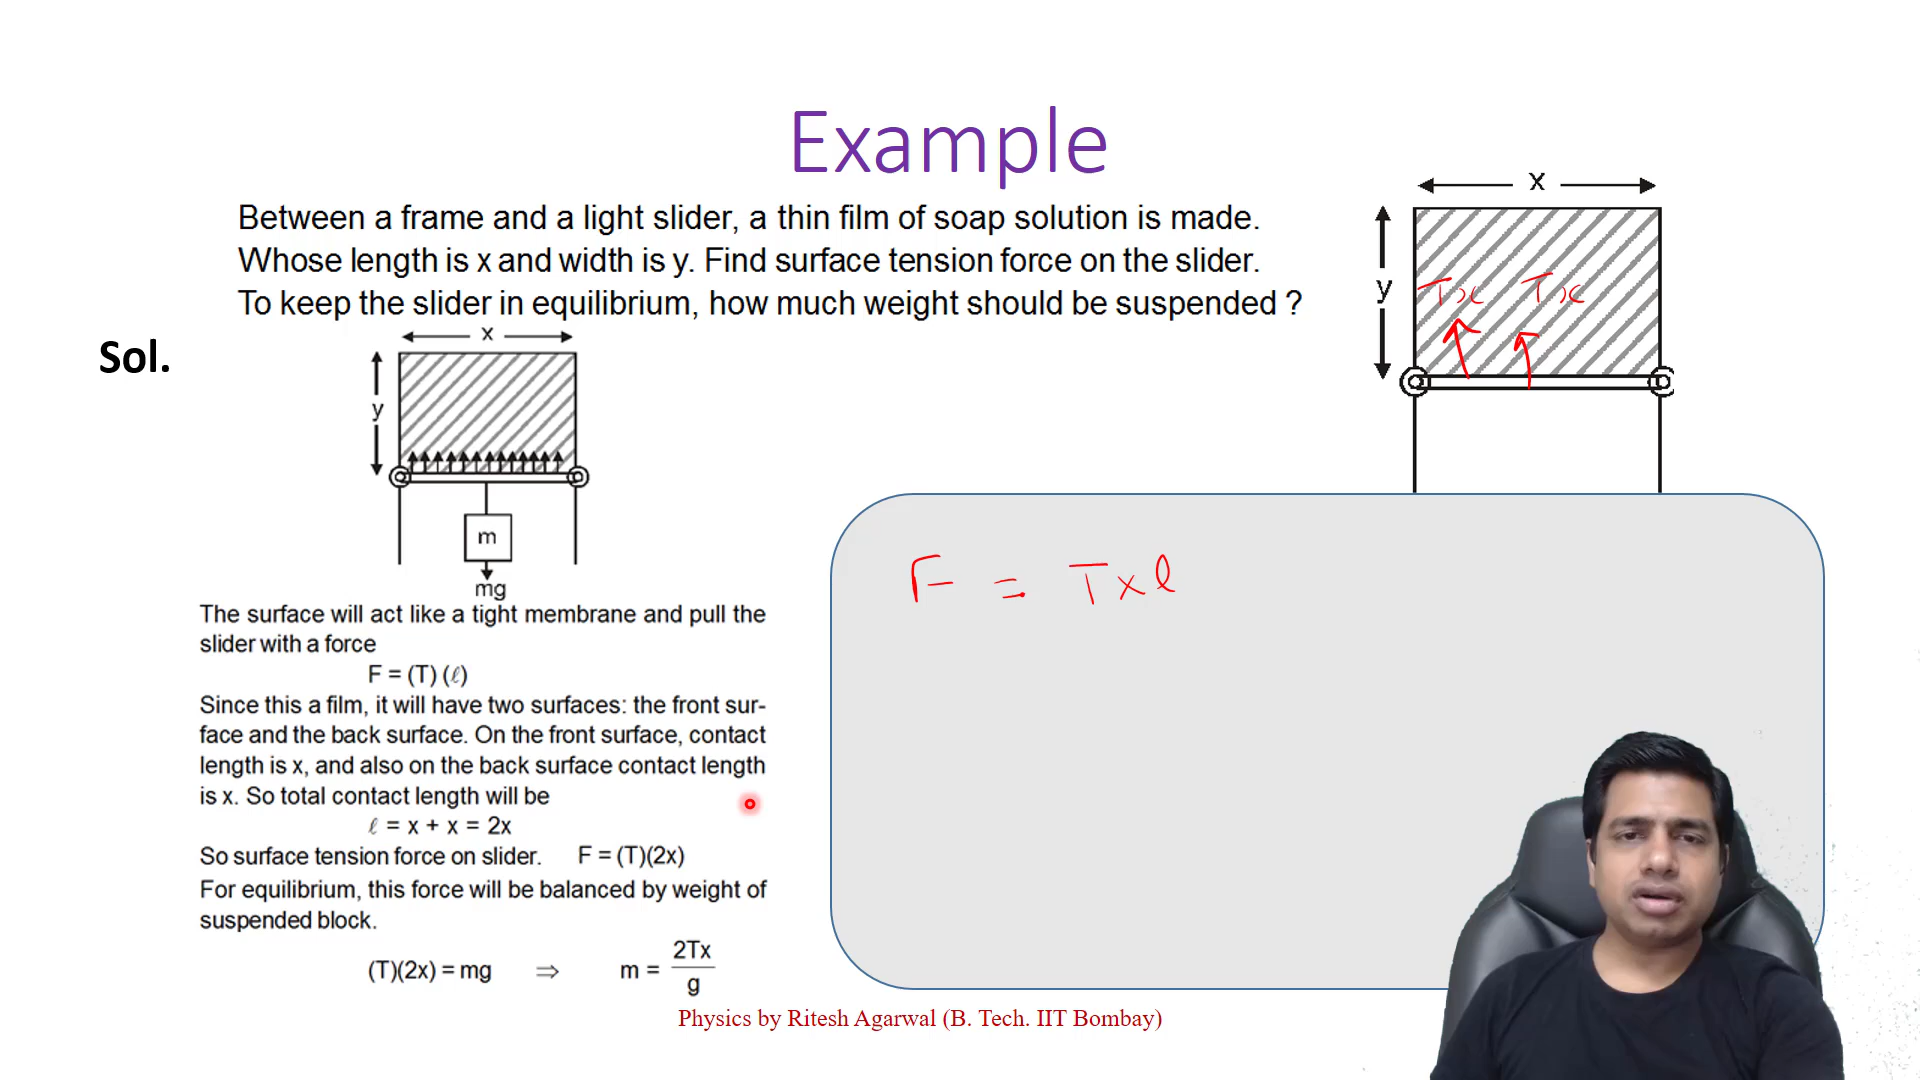 Example
Between a frame and a light slider, a thin film of soap solution is made.
Whose length is x and width is y. Find surface tension force on the slider.
To keep the slider in equilibrium, how much weight should be suspended ?
x
y
Tx Tx
Sol.
x
y
m
mg
The surface will act like a tight membrane and pull the
slider with a force
F = (T) (ℓ)
Since this a film, it will have two surfaces: the front sur-
face and the back surface. On the front surface, contact
length is x, and also on the back surface contact length
is x. So total contact length will be
ℓ = x + x = 2x
So surface tension force on slider. F = (T)(2x)
For equilibrium, this force will be balanced by weight of
suspended block.
(T)(2x) = mg ⇒ m = 2Tx / g
F = T x ℓ
Physics by Ritesh Agarwal (B. Tech. IIT Bombay)